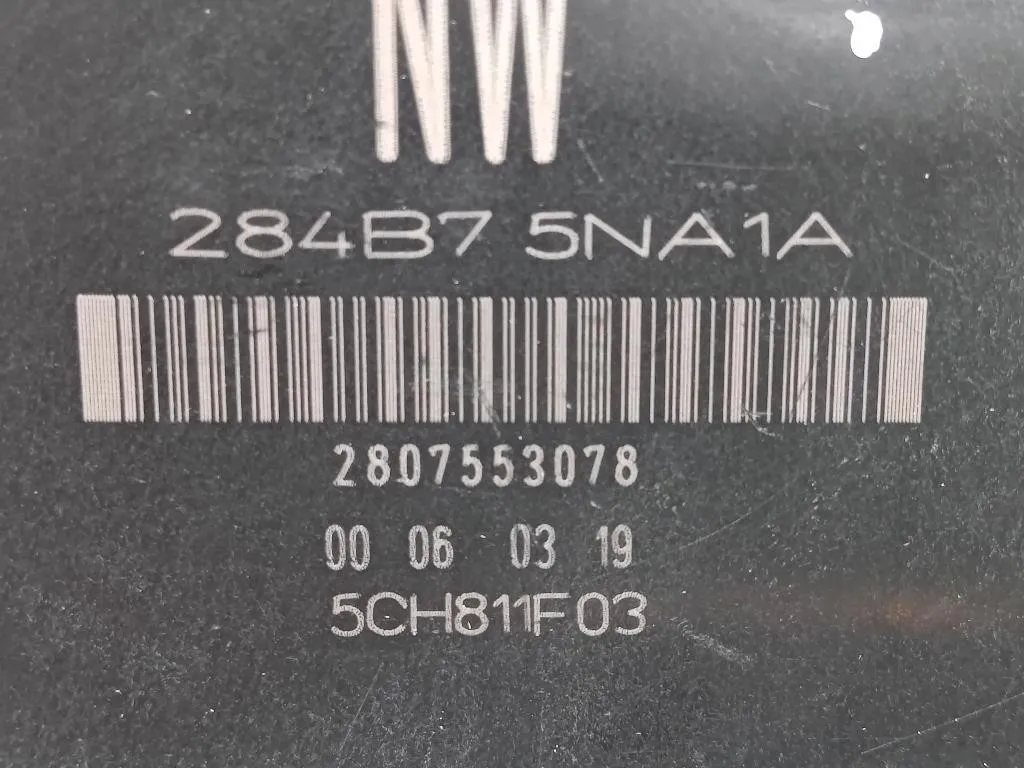 NW
284B7 5NA1A
2807553078
00 06 03 19
5CH811F03